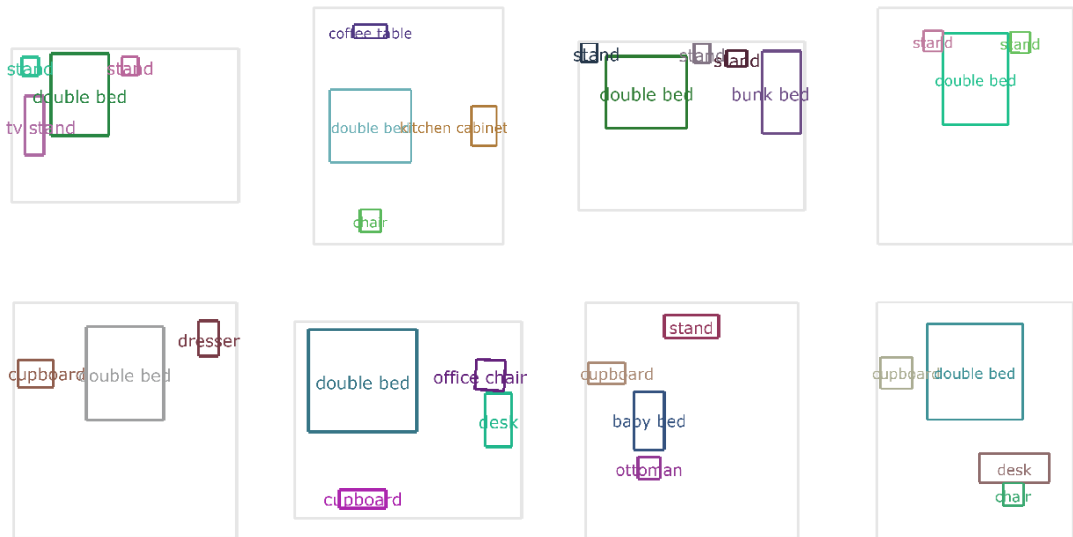 stand
stand
double bed
tv stand
coffee table
double bed
kitchen cabinet
chair
stand
stand
stand
double bed
bunk bed
stand
stand
double bed
dresser
cupboard
double bed
double bed
office chair
desk
cupboard
stand
cupboard
baby bed
ottoman
cupboard
double bed
desk
chair